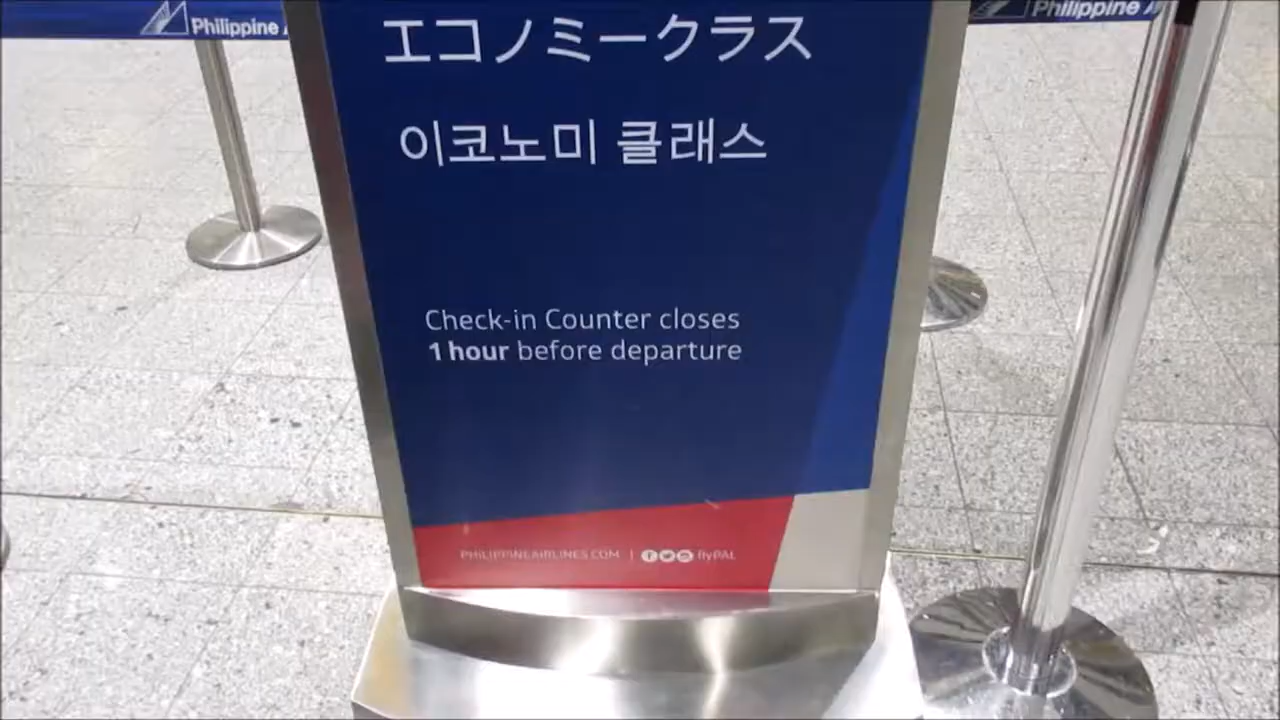 Philippine
Philippine A
エコノミークラス
이코노미 클래스
Check-in Counter closes
1 hour before departure
PHILIPPINEAIRLINES.COM | flyPAL